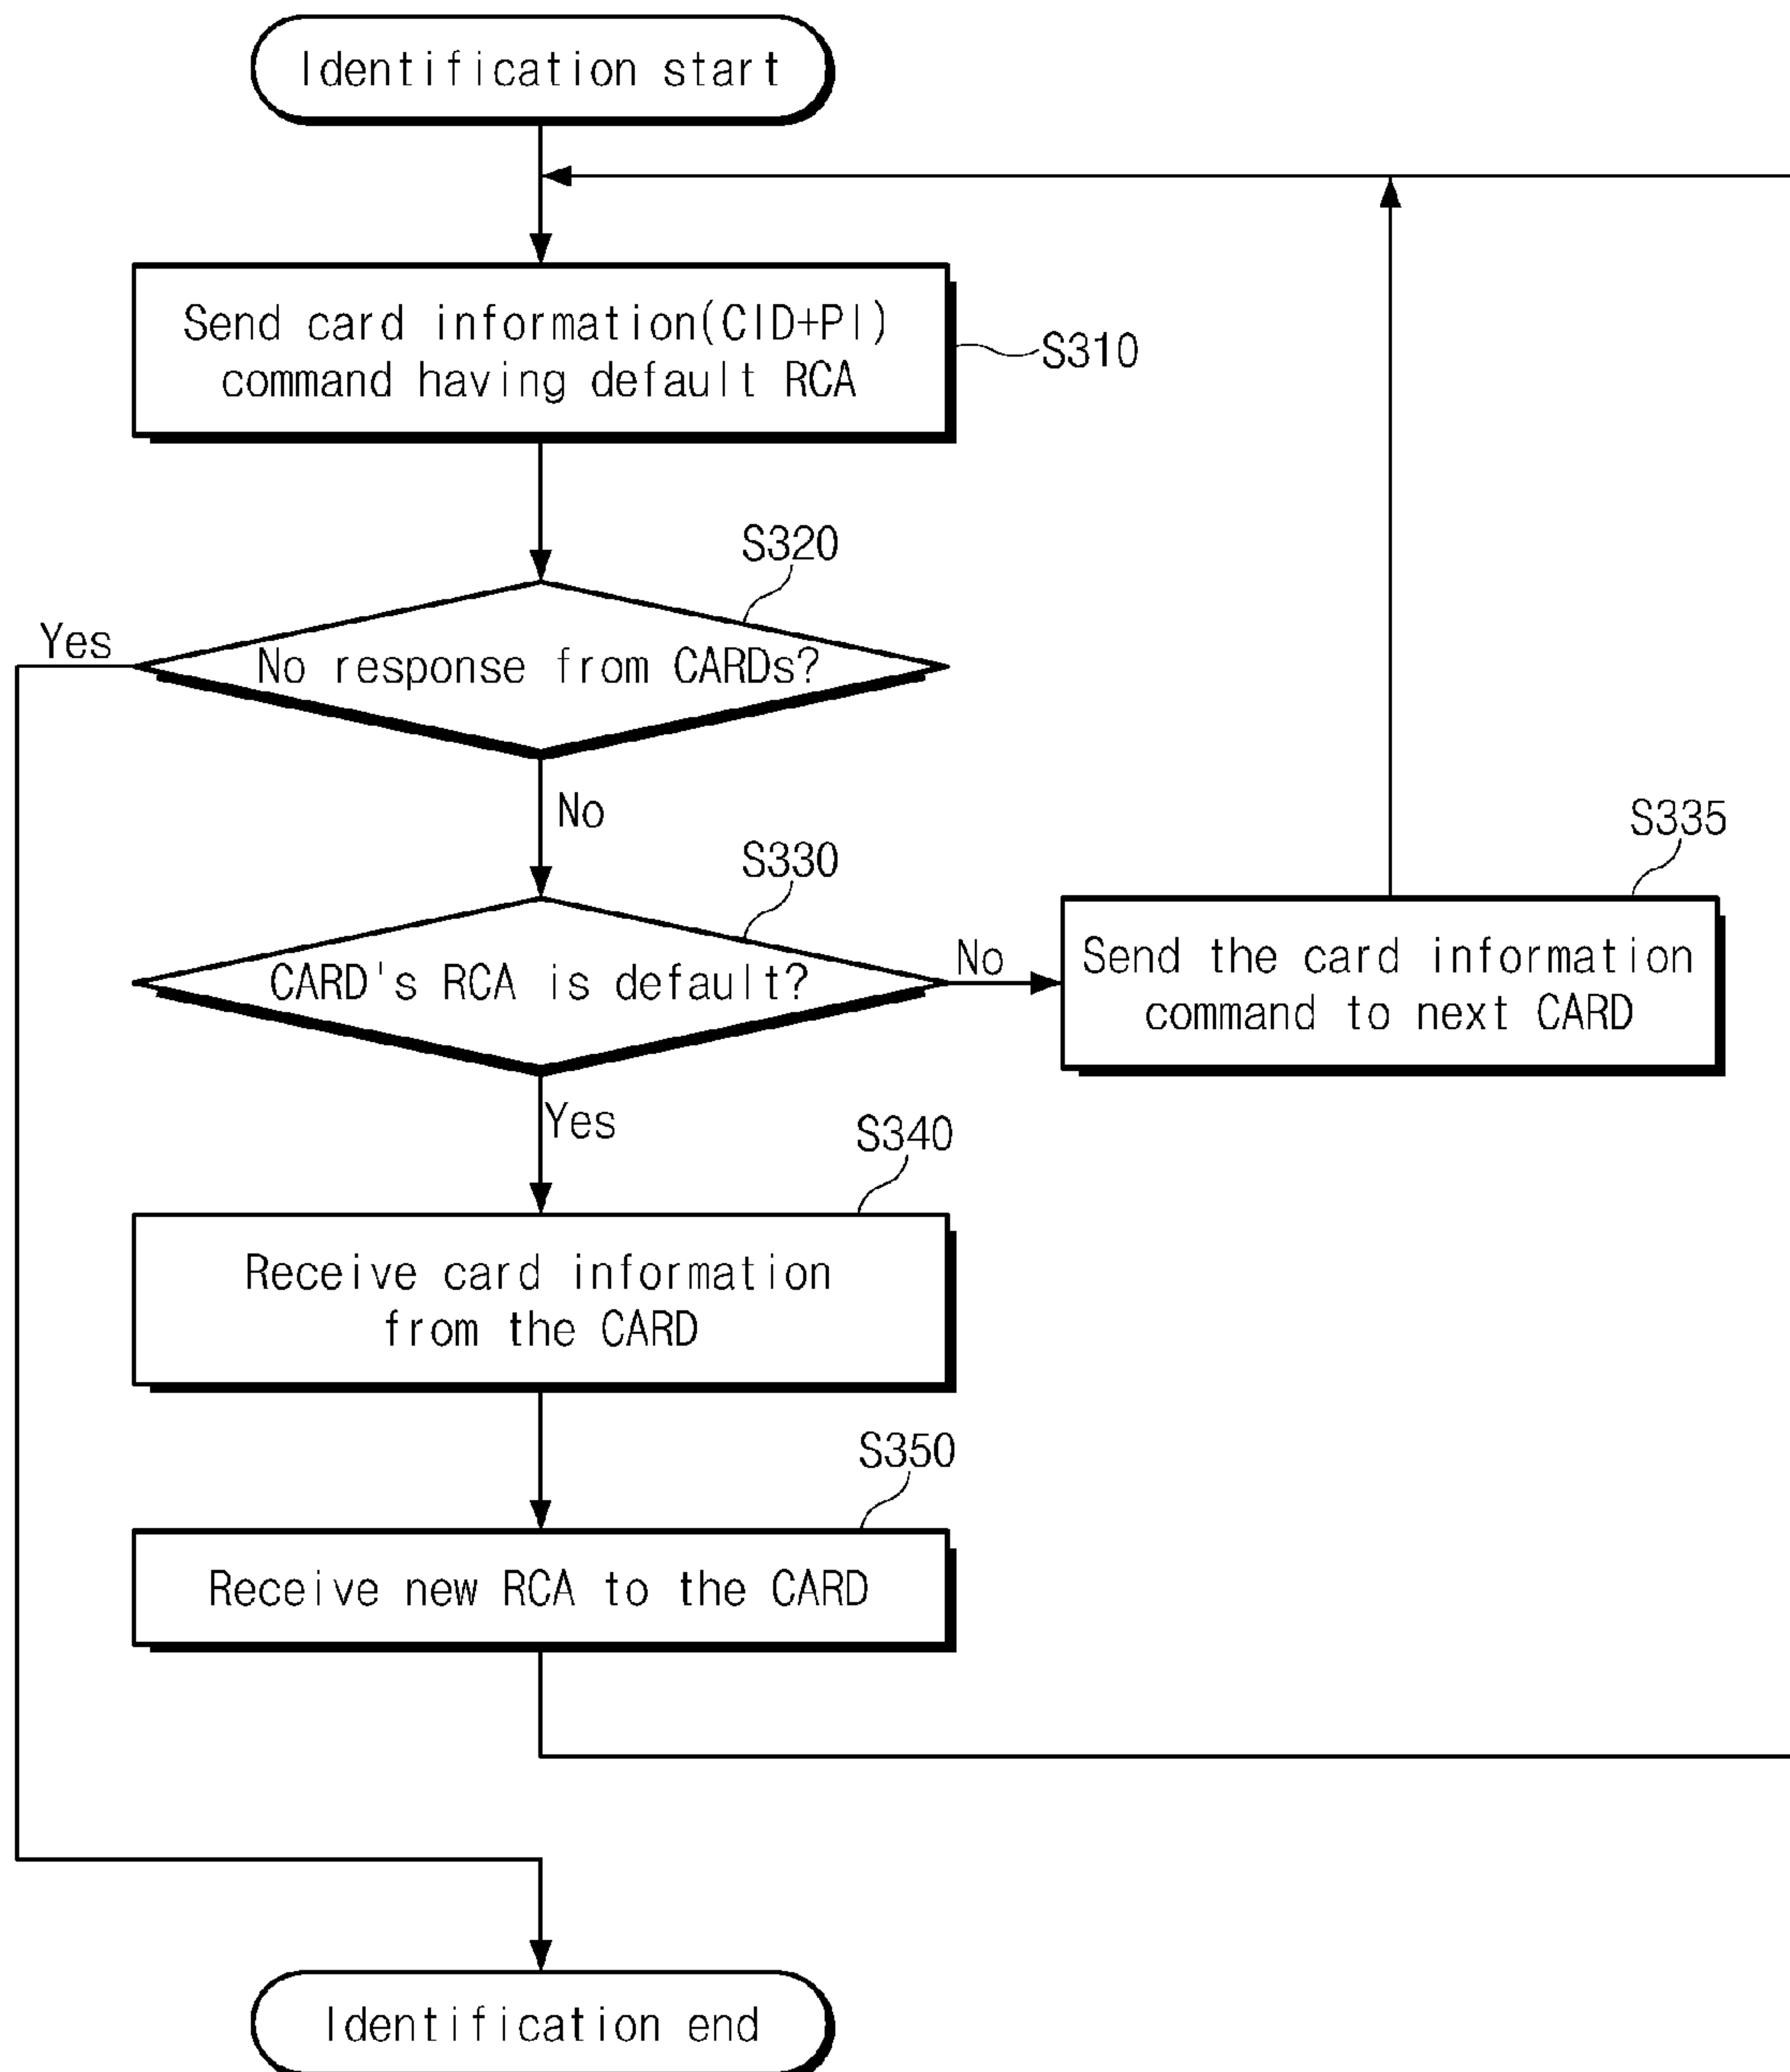 Identification start
Send card information(CID+PI)
command having default RCA
S310
S320
Yes
No response from CARDs?
No
S330
CARD's RCA is default?
No
S335
Send the card information
command to next CARD
Yes
S340
Receive card information
from the CARD
S350
Receive new RCA to the CARD
Identification end